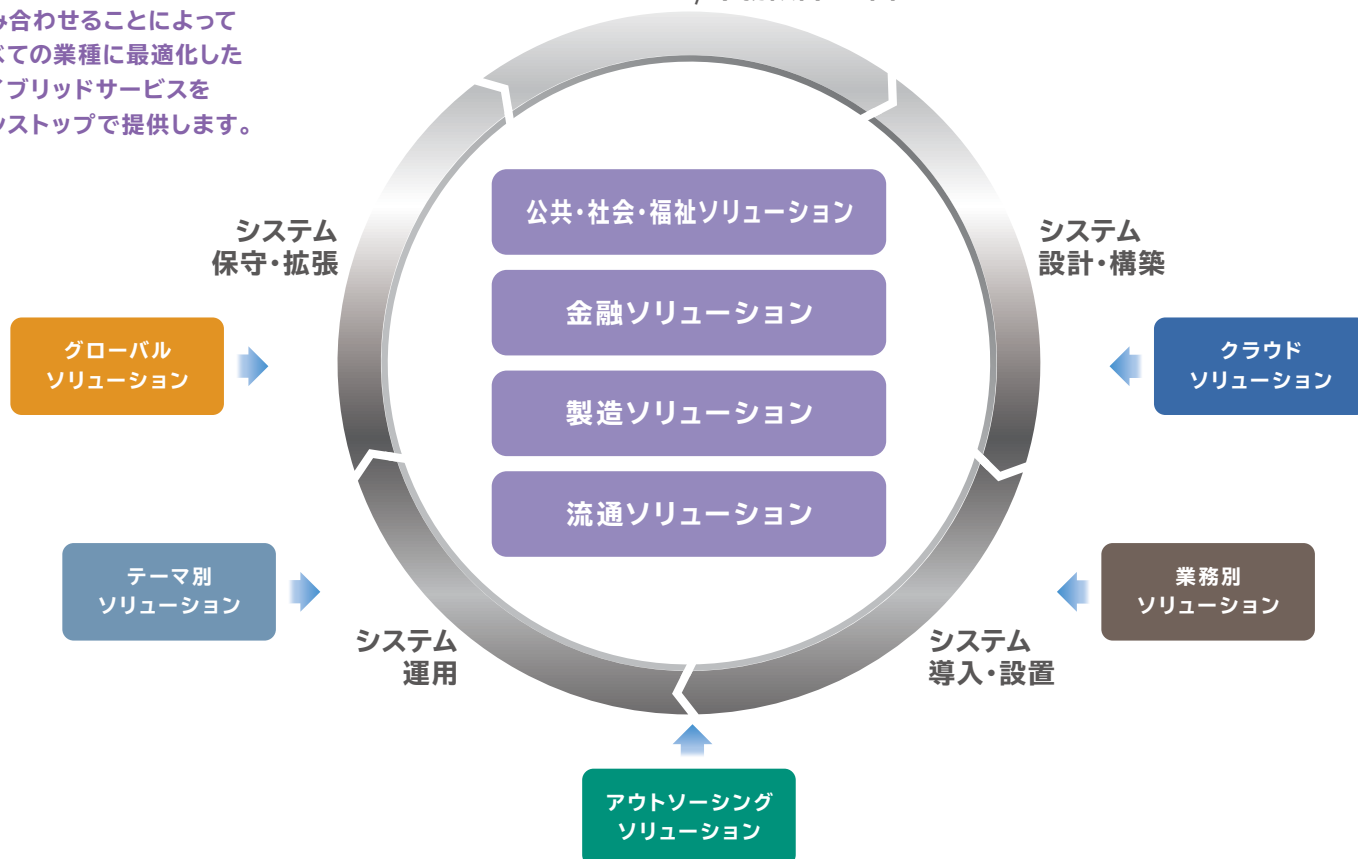 み合わせることによって
べての業種に最適化した
イブリッドサービスを
ンストップで提供します。
公共・社会・福祉ソリューション
金融ソリューション
製造ソリューション
流通ソリューション
システム
保守・拡張
システム
設計・構築
グローバル
ソリューション
クラウド
ソリューション
テーマ別
ソリューション
業務別
ソリューション
システム
運用
システム
導入・設置
アウトソーシング
ソリューション